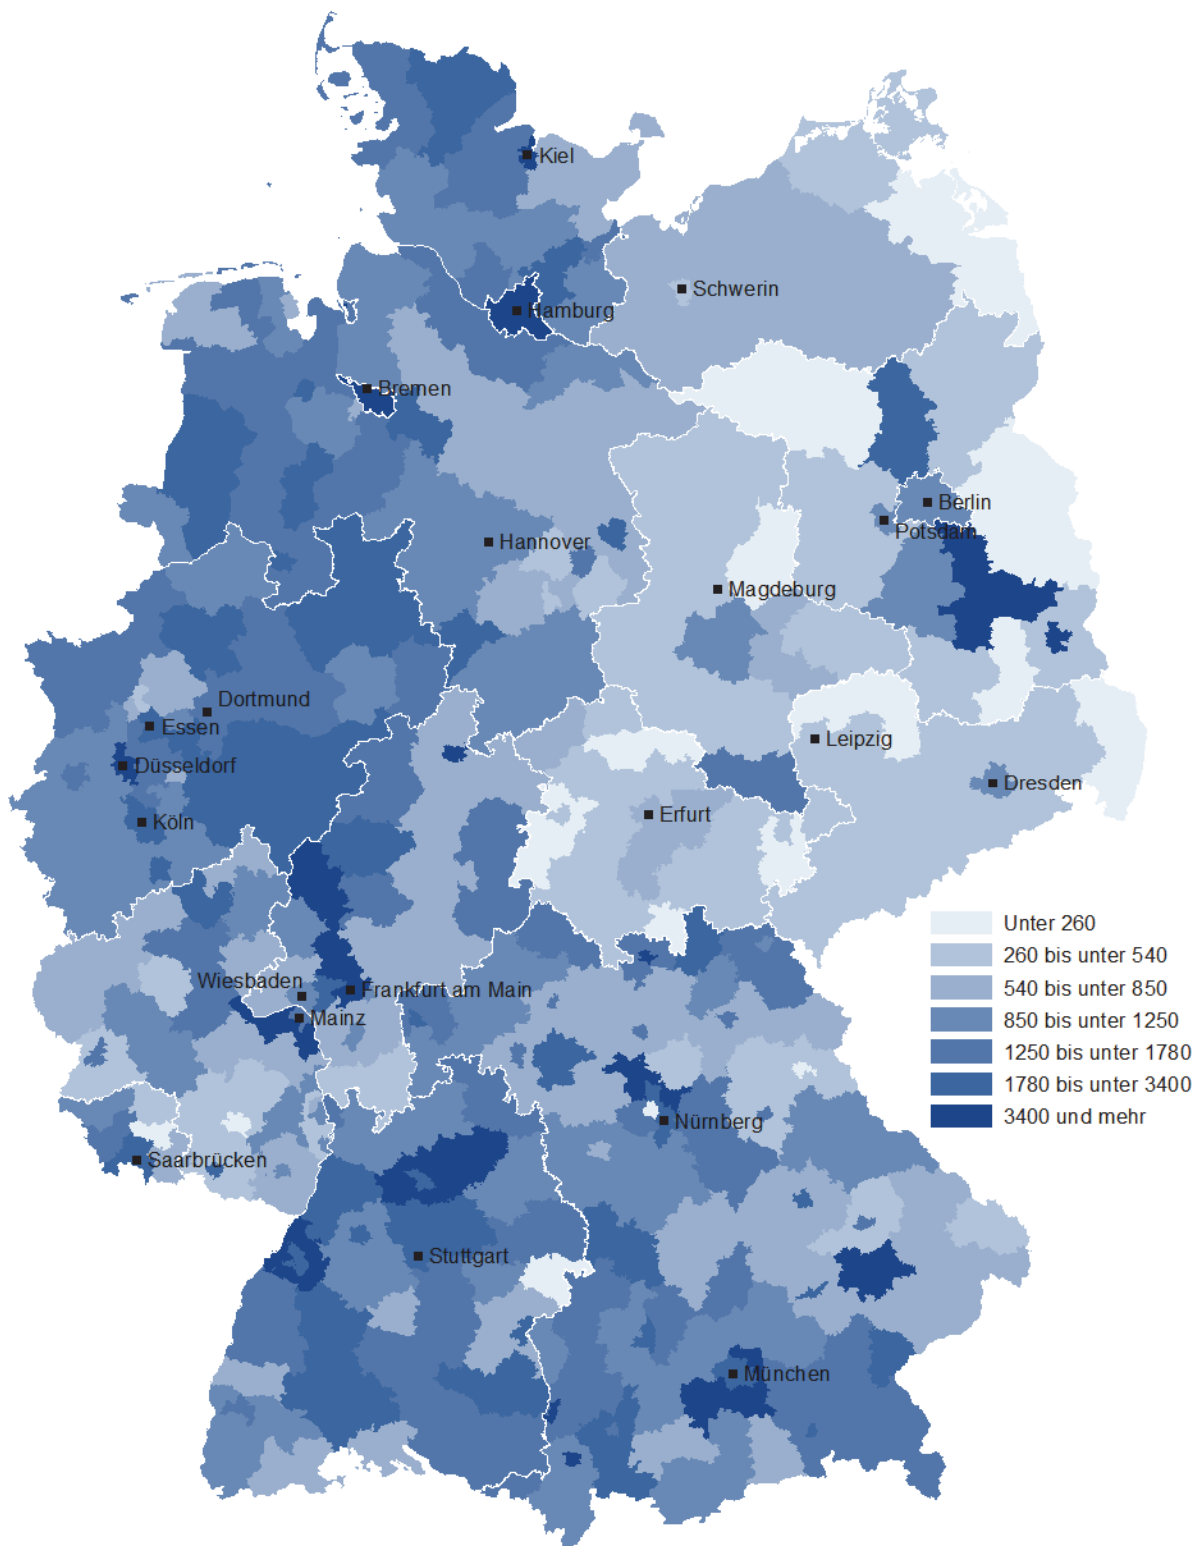 Kiel
Schwerin
Hamburg
Bremen
Berlin
Potsdam
Hannover
Magdeburg
Dortmund
Essen
Leipzig
Düsseldorf
Dresden
Erfurt
Köln
Wiesbaden
Frankfurt am Main
Mainz
Nürnberg
Saarbrücken
Stuttgart
München
Unter 260
260 bis unter 540
540 bis unter 850
850 bis unter 1250
1250 bis unter 1780
1780 bis unter 3400
3400 und mehr